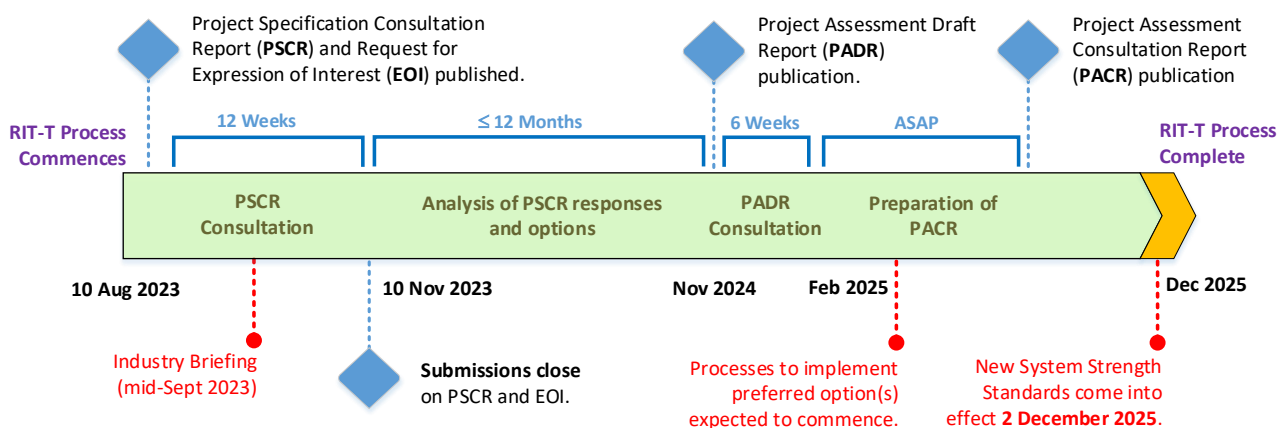 Project Specification Consultation
Report (PSCR) and Request for
Expression of Interest (EOI) published.
Project Assessment Draft
Report (PADR)
publication.
Project Assessment
Consultation Report
(PACR) publication
RIT-T Process
Commences
12 Weeks
≤ 12 Months
6 Weeks
ASAP
RIT-T Process
Complete
PSCR
Consultation
Analysis of PSCR responses
and options
PADR
Consultation
Preparation of
PACR
10 Aug 2023
10 Nov 2023
Nov 2024
Feb 2025
Dec 2025
Industry Briefing
(mid-Sept 2023)
Submissions close
on PSCR and EOI.
Processes to implement
preferred option(s)
expected to commence.
New System Strength
Standards come into
effect 2 December 2025.